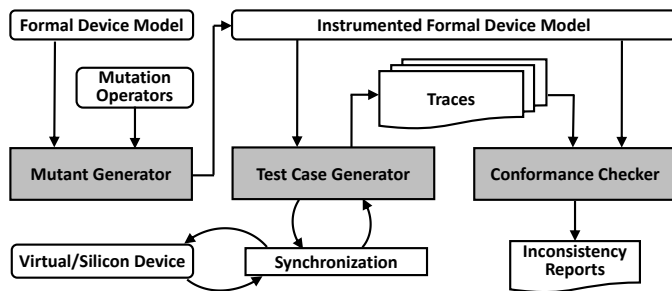 Formal Device Model
Instrumented Formal Device Model
Mutation
Operators
Traces
Mutant Generator
Test Case Generator
Conformance Checker
Virtual/Silicon Device
Synchronization
Inconsistency
Reports